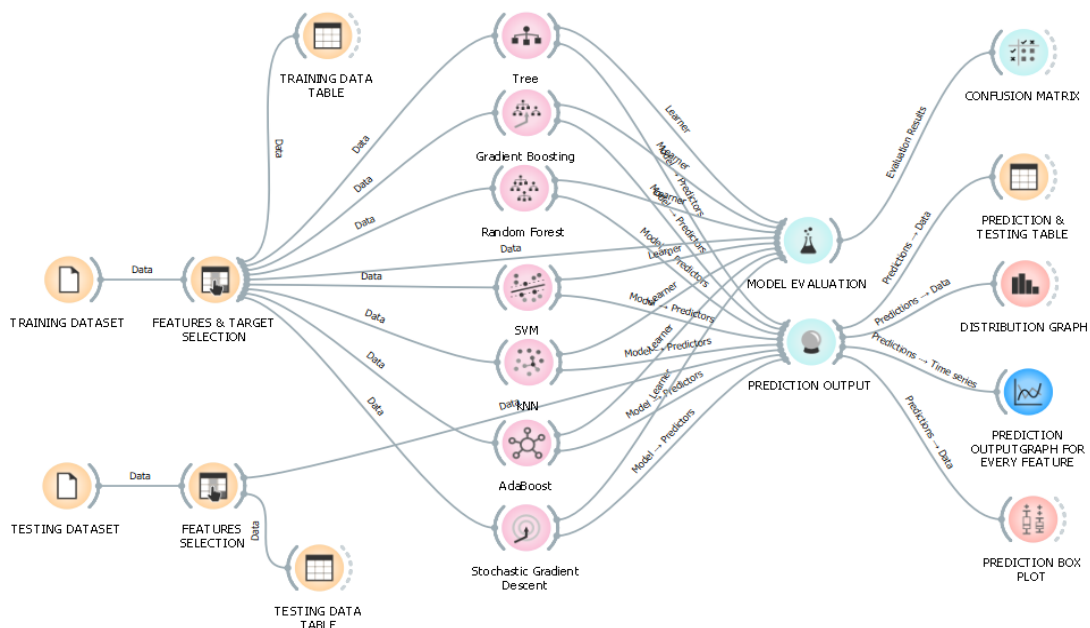 TRAINING DATA
TABLE
Tree
CONFUSION MATRIX
Data
Data
Learner
Evaluation Results
Gradient Boosting
Data
Learner
Model → Predictors
Random Forest
Data
Learner
Model → Predictors
PREDICTION &
TESTING TABLE
Data
Learner
Model → Predictors
Predictions → Data
Data
Data
MODEL EVALUATION
TRAINING DATASET
FEATURES & TARGET
SELECTION
SVM
Data
Learner
Model → Predictors
Predictions → Data
DISTRIBUTION GRAPH
Data
Learner
Model → Predictors
Predictions → Time series
kNN
Data
Data
Learner
Model → Predictors
PREDICTION OUTPUT
Predictions → Data
PREDICTION
OUTPUTGRAPH FOR
EVERY FEATURE
Data
AdaBoost
Model → Predictors
TESTING DATASET
FEATURES
SELECTION
Data
Stochastic Gradient
Descent
PREDICTION BOX
PLOT
TESTING DATA
TABLE